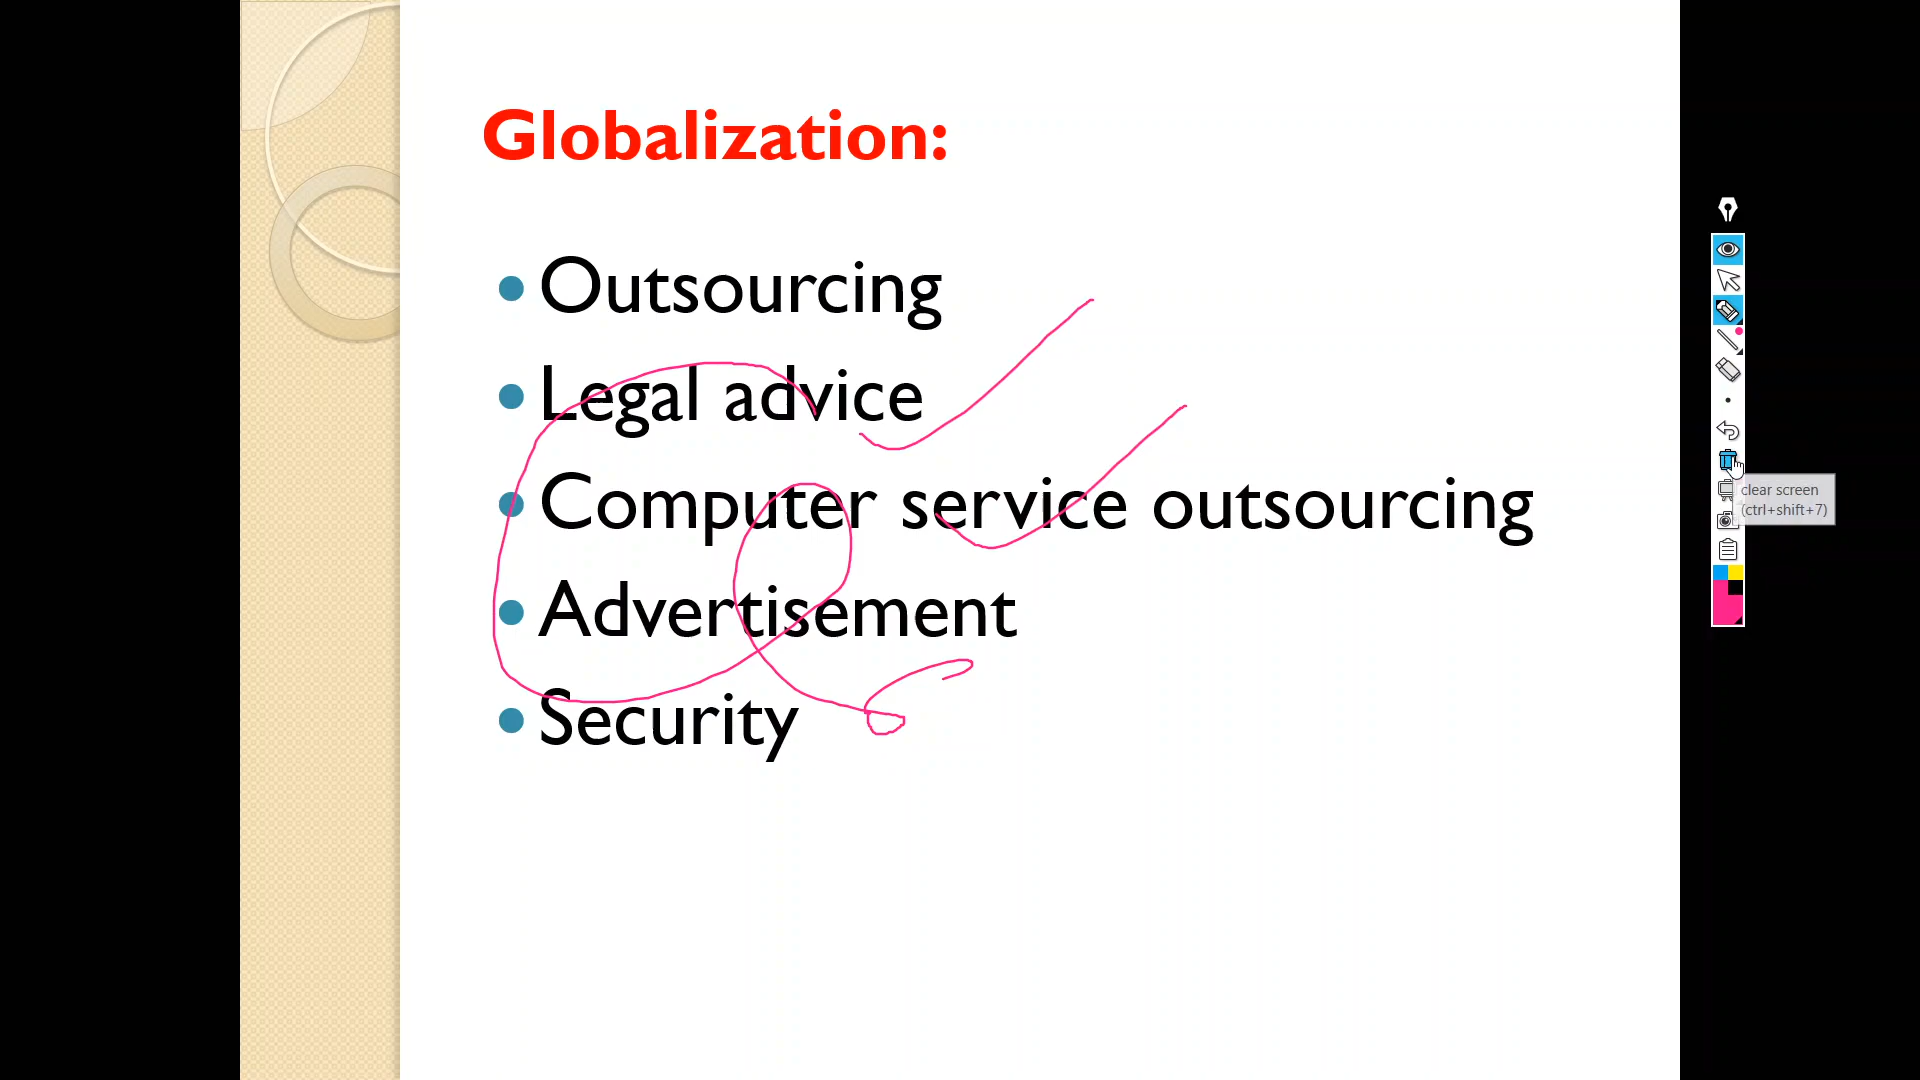 Globalization:
• Outsourcing
• Legal advice
• Computer service outsourcing
• Advertisement
• Security
clear screen
(ctrl+shift+7)